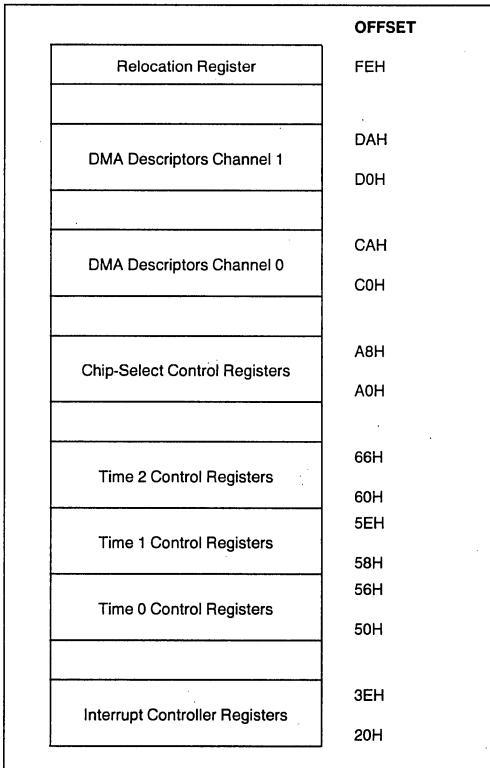 OFFSET
Relocation Register FEH
DAH
DMA Descriptors Channel 1
D0H
CAH
DMA Descriptors Channel 0
C0H
A8H
Chip-Select Control Registers
A0H
66H
Time 2 Control Registers
60H
5EH
Time 1 Control Registers
58H
56H
Time 0 Control Registers
50H
3EH
Interrupt Controller Registers
20H